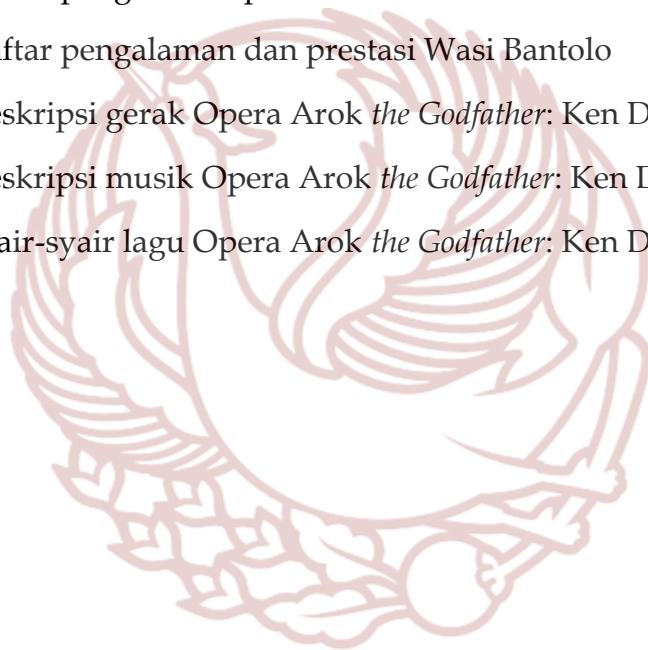 ftar pengalaman dan prestasi Wasi Bantolo
eskripsi gerak Opera Arok the Godfather: Ken D
eskripsi musik Opera Arok the Godfather: Ken D
air-syair lagu Opera Arok the Godfather: Ken D